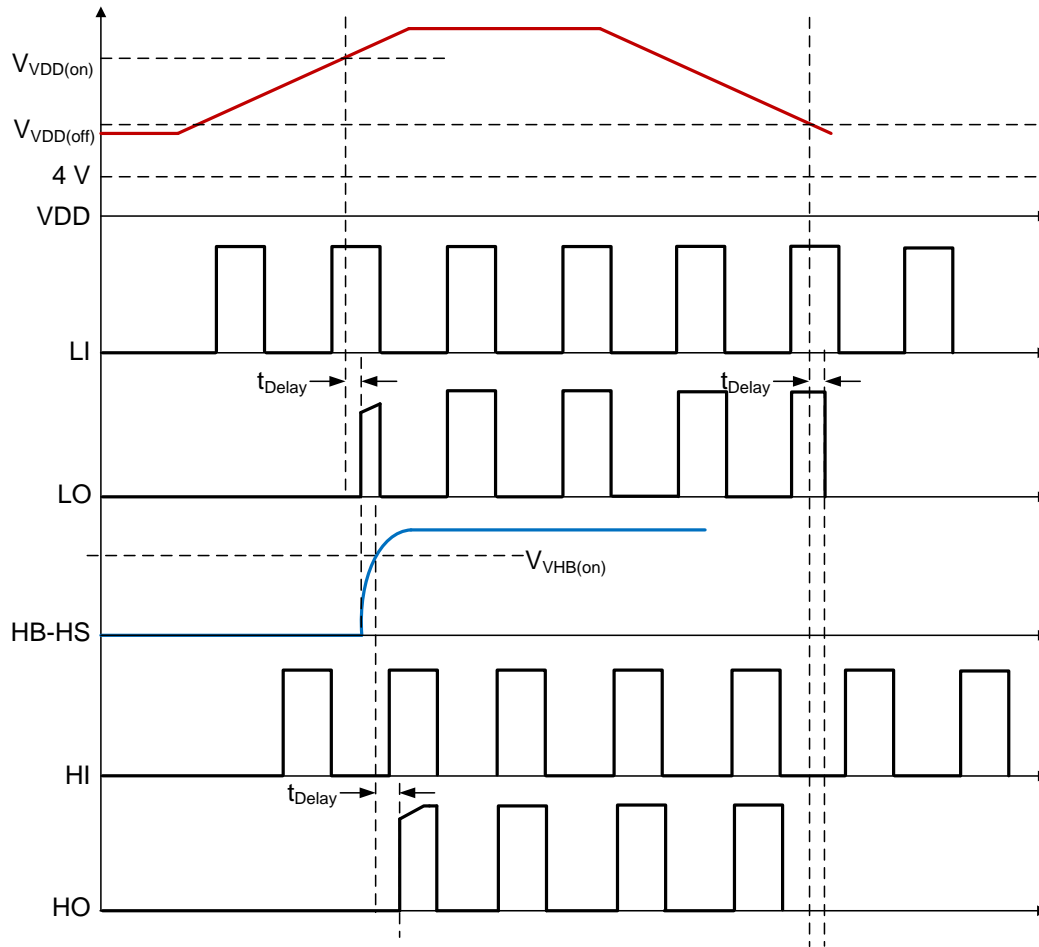 VVDD(on)
VVDD(off)
4 V
VDD
LI
tDelay
tDelay
LO
VVHB(on)
HB-HS
HI
tDelay
HO